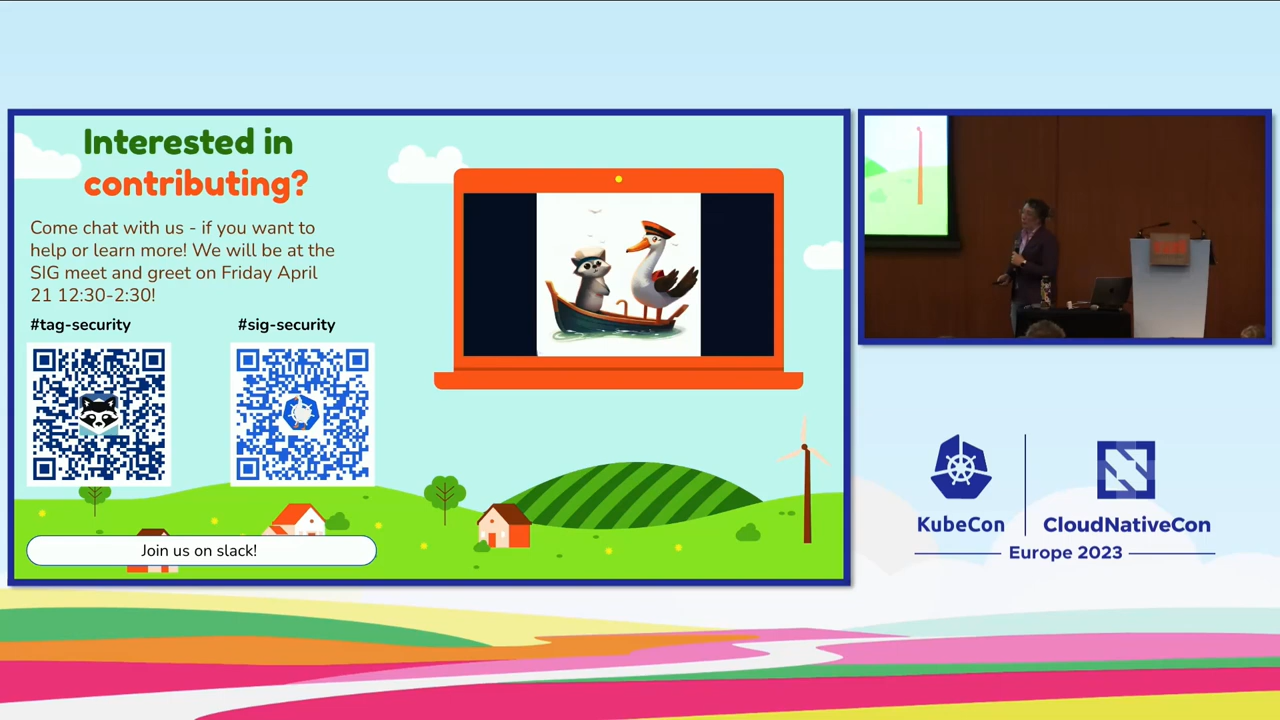 Interested in
contributing?
Come chat with us - if you want to
help or learn more! We will be at the
SIG meet and greet on Friday April
21 12:30-2:30!
#tag-security
#sig-security
Join us on slack!
KubeCon
CloudNativeCon
Europe 2023